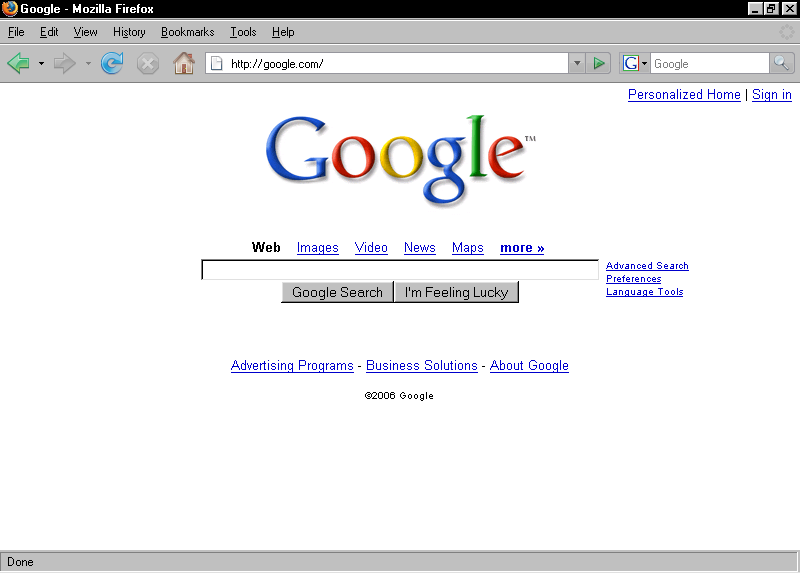 Google - Mozilla Firefox
File Edit View History Bookmarks Tools Help
http://google.com/ G Google
Personalized Home | Sign in
Google™
Web Images Video News Maps more »
Advanced Search
Preferences
Language Tools
Google Search I'm Feeling Lucky
Advertising Programs - Business Solutions - About Google
©2006 Google
Done